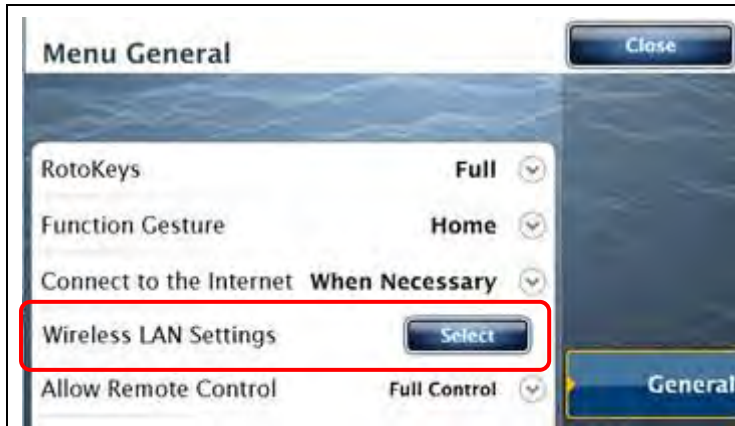 Menu General Close
RotoKeys Full
Function Gesture Home
Connect to the Internet When Necessary
Wireless LAN Settings Select
Allow Remote Control Full Control
General